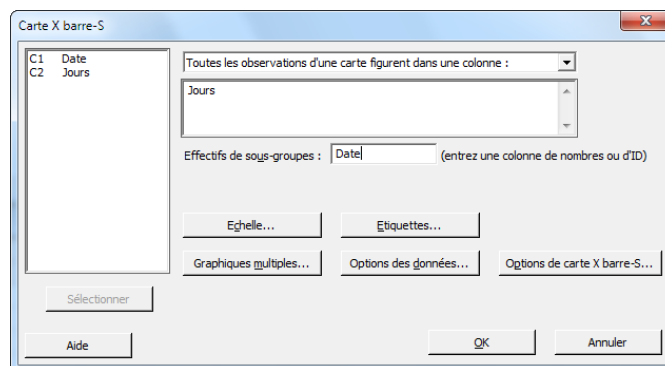 Carte X barre-S
C1 Date
C2 Jours
Toutes les observations d'une carte figurent dans une colonne :
Jours
Effectifs de sous-groupes : Date (entrez une colonne de nombres ou d'ID)
Echelle... Etiquettes...
Graphiques multiples... Options des données... Options de carte X barre-S...
Sélectionner
Aide OK Annuler